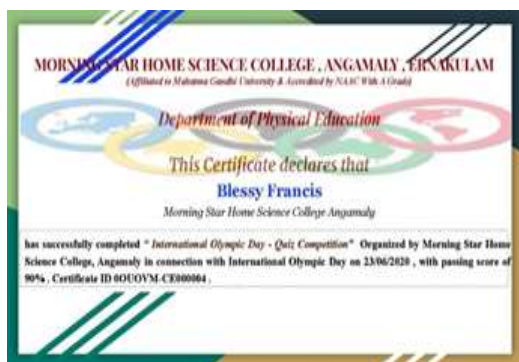 MORNING STAR HOME SCIENCE COLLEGE , ANGAMALY , ERNAKULAM
(Affiliated to Mahatma Gandhi University & Accredited by NAAC With A Grade)
Department of Physical Education
This Certificate declares that
Blessy Francis
Morning Star Home Science College Angamaly
has successfully completed " International Olympic Day - Quiz Competition" Organized by Morning Star Home
Science College, Angamaly in connection with International Olympic Day on 23/06/2020 , with passing score of
90% . Certificate ID 0OUOVM-CE000004 .